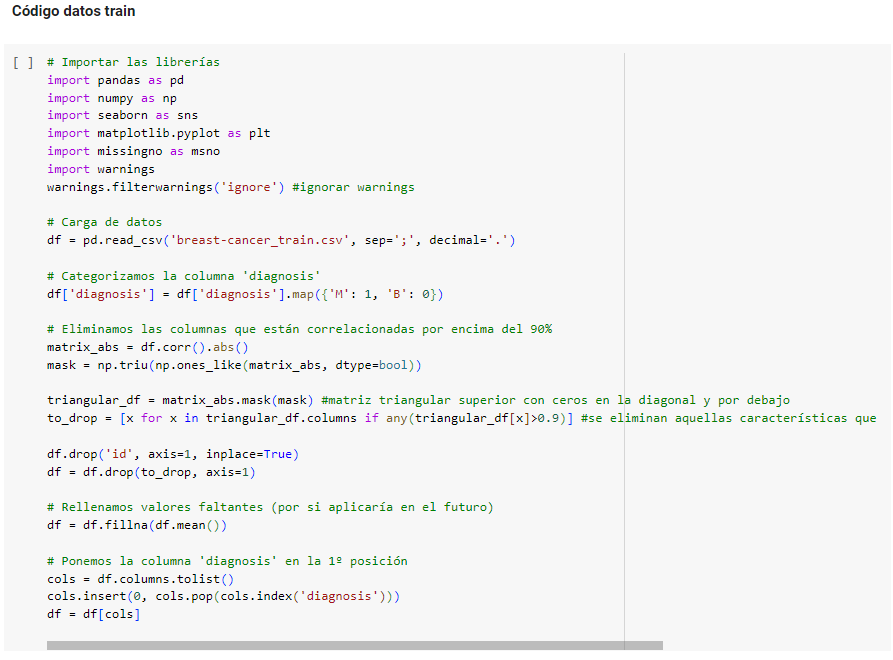 Código datos train
[ ] # Importar las librerías
import pandas as pd
import numpy as np
import seaborn as sns
import matplotlib.pyplot as plt
import missingno as msno
import warnings
warnings.filterwarnings('ignore') #ignorar warnings
# Carga de datos
df = pd.read_csv('breast-cancer_train.csv', sep=';', decimal='.')
# Categorizamos la columna 'diagnosis'
df['diagnosis'] = df['diagnosis'].map({'M': 1, 'B': 0})
# Eliminamos las columnas que están correlacionadas por encima del 90%
matrix_abs = df.corr().abs()
mask = np.triu(np.ones_like(matrix_abs, dtype=bool))
triangular_df = matrix_abs.mask(mask) #matriz triangular superior con ceros en la diagonal y por debajo
to_drop = [x for x in triangular_df.columns if any(triangular_df[x]>0.9)] #se eliminan aquellas características que
df.drop('id', axis=1, inplace=True)
df = df.drop(to_drop, axis=1)
# Rellenamos valores faltantes (por si aplicaría en el futuro)
df = df.fillna(df.mean())
# Ponemos la columna 'diagnosis' en la 1º posición
cols = df.columns.tolist()
cols.insert(0, cols.pop(cols.index('diagnosis')))
df = df[cols]